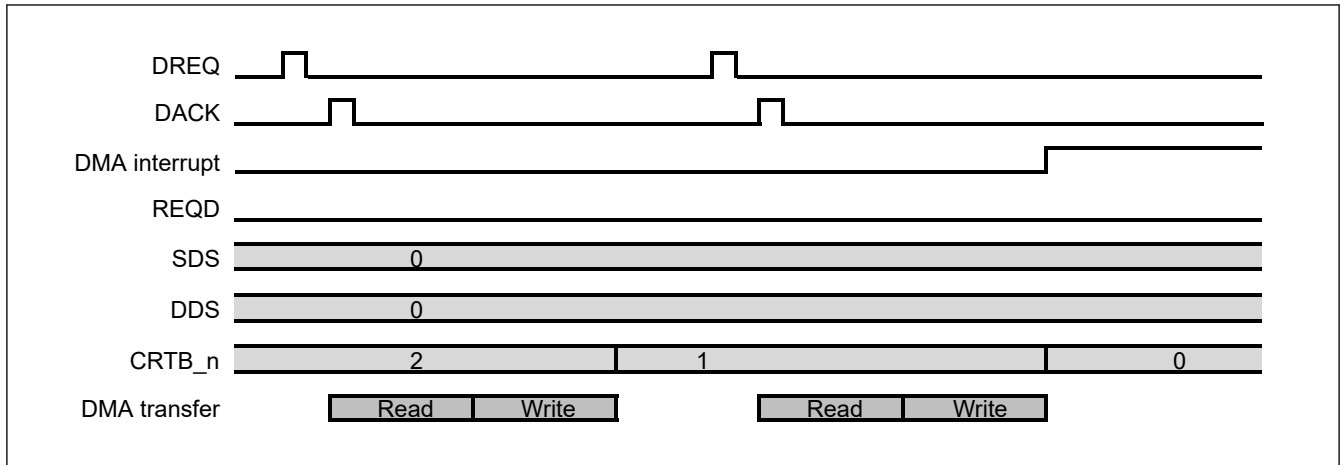 DREQ
DACK
DMA interrupt
REQD
SDS 0
DDS 0
CRTB_n 2 1 0
DMA transfer Read Write Read Write